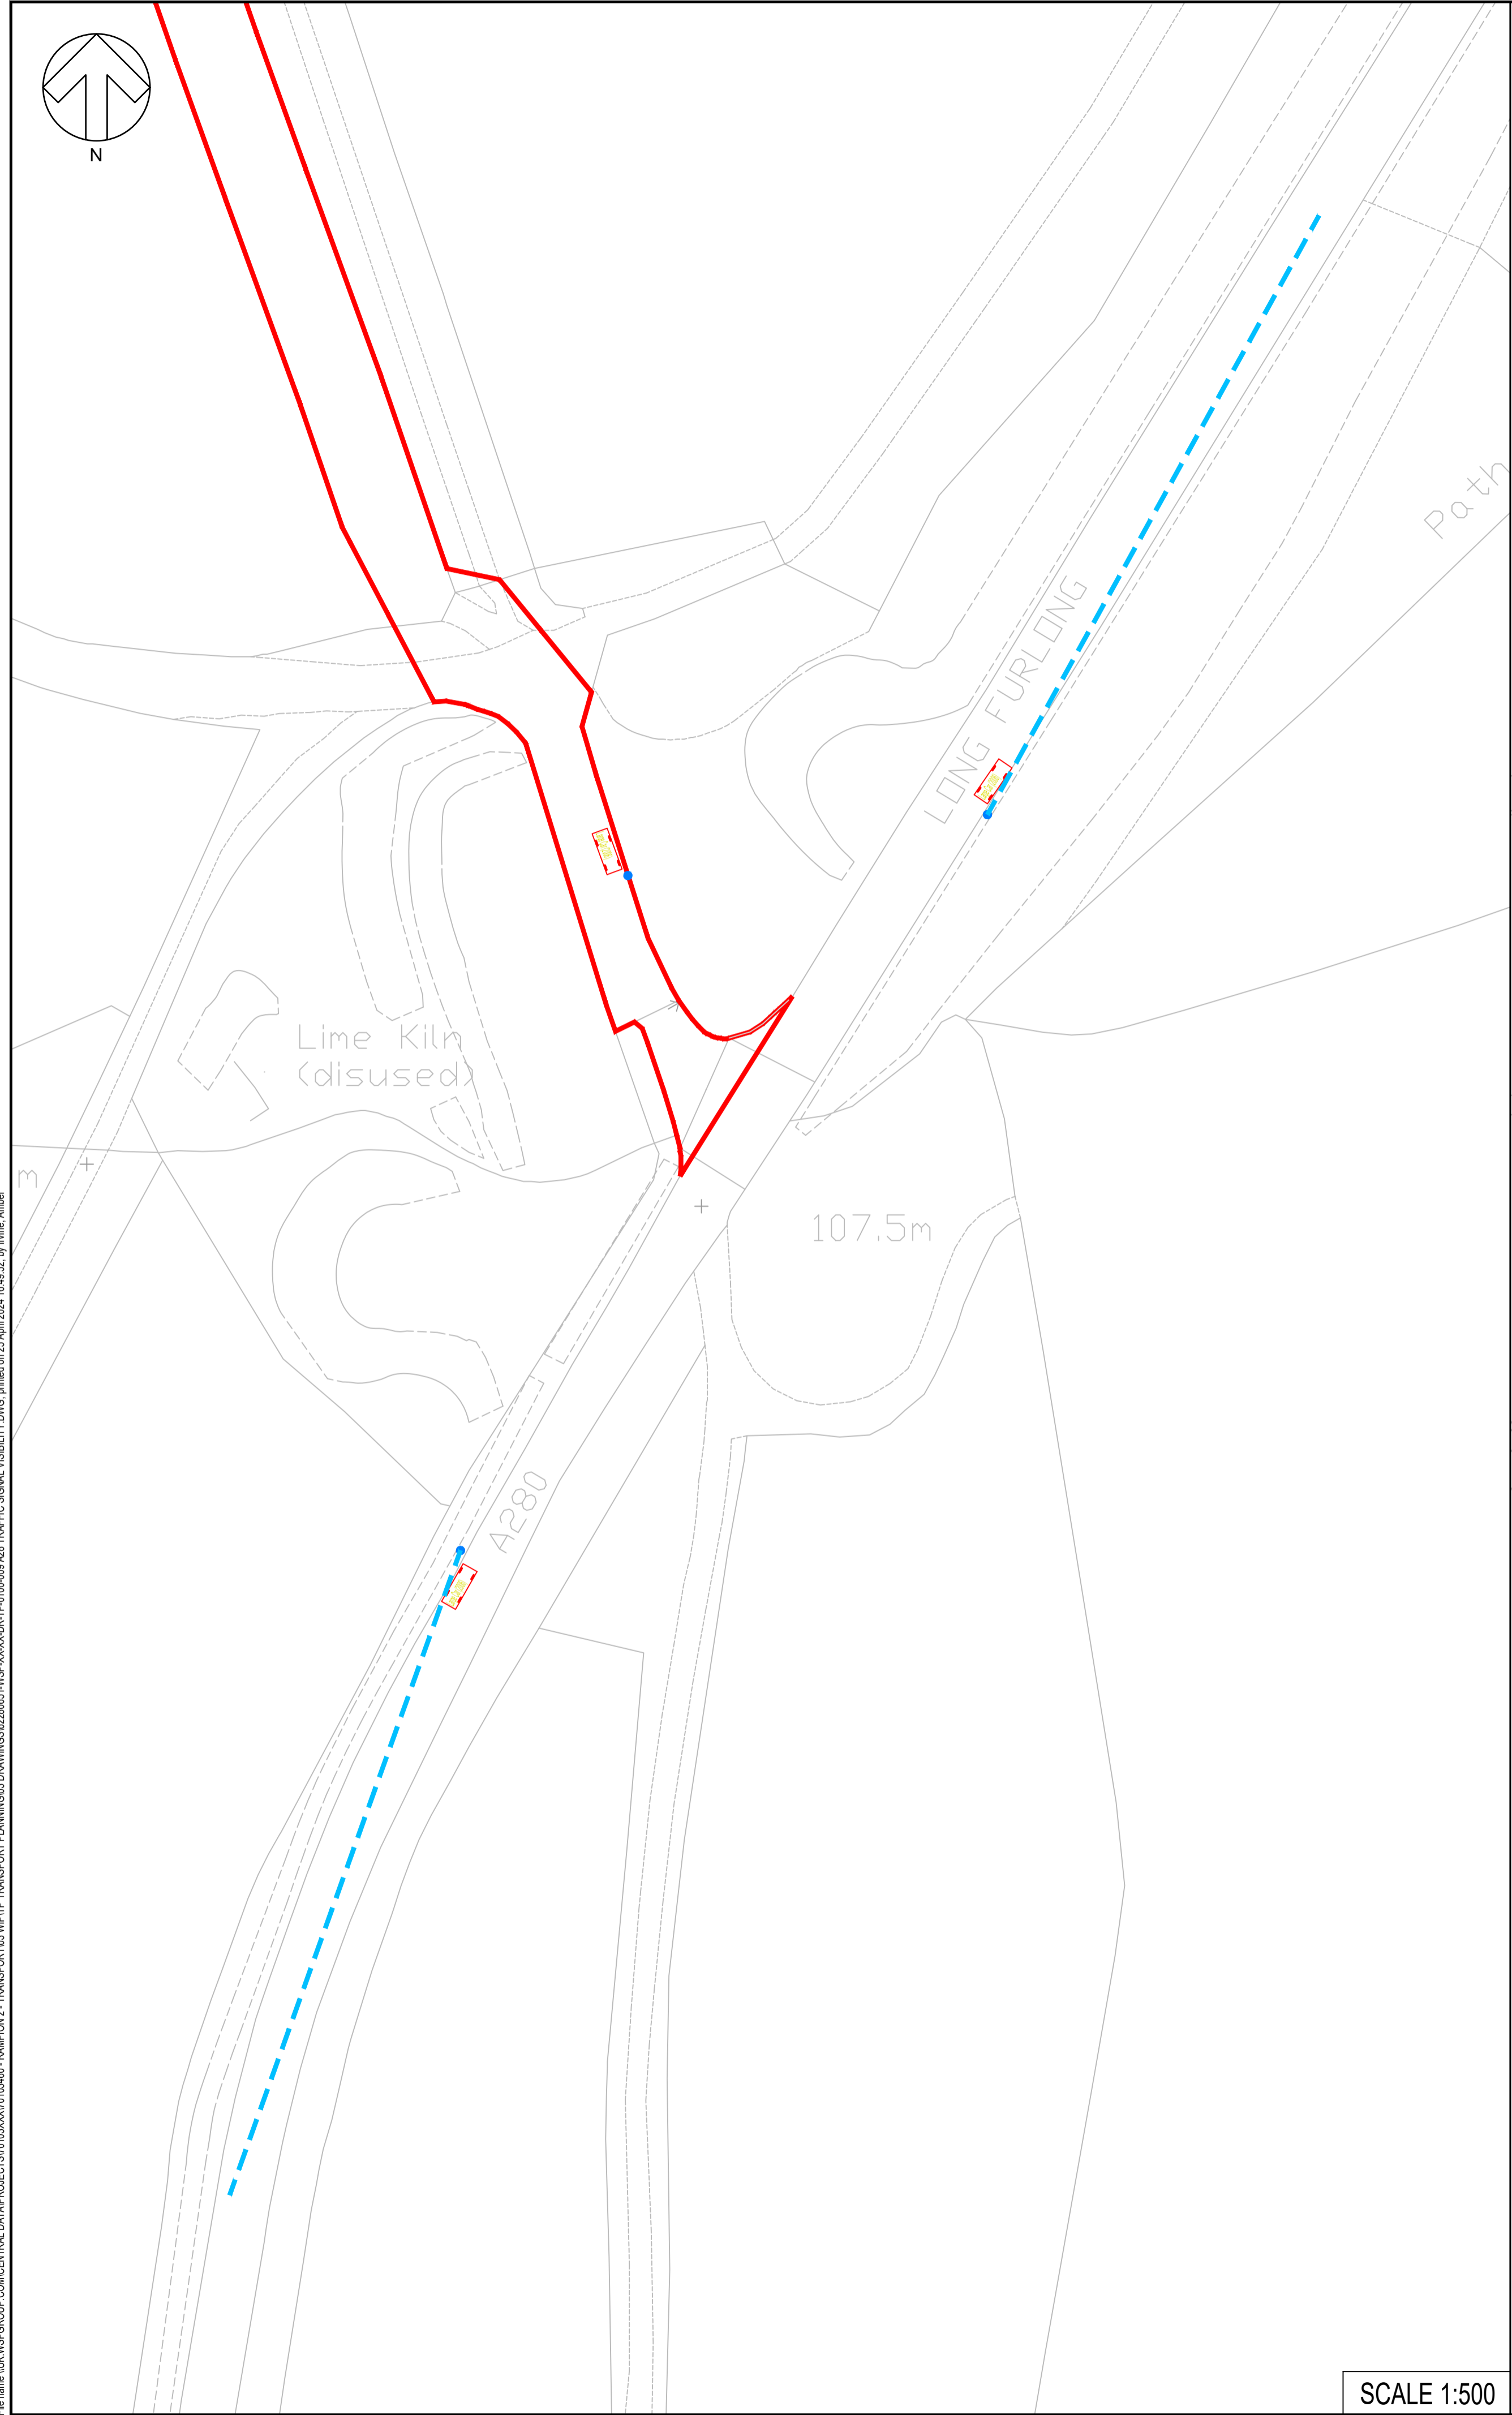 N
Path
LONG FURLONG
Lime Kiln
(disused)
m
107.5m
A280
SCALE 1:500